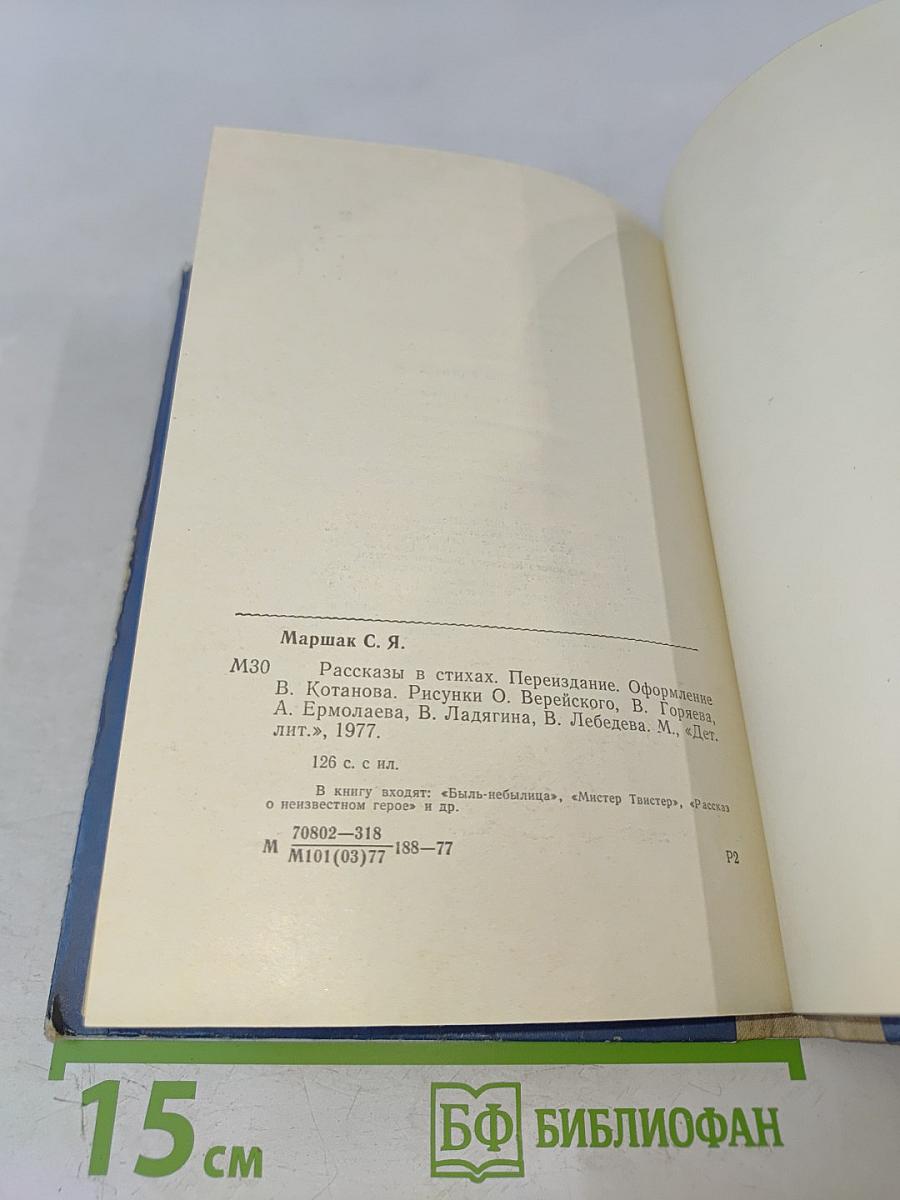 Маршак С. Я.
М30 Рассказы в стихах. Переиздание. Оформление
В. Котанова. Рисунки О. Верейского, В. Горяева,
А. Ермолаева, В. Ладягина, В. Лебедева. М., «Дет.
лит.», 1977.
126 с. с ил.
В книгу входят: «Быль-небылица», «Мистер Твистер», «Рассказ
о неизвестном герое» и др.
М 70802—318
М101(03)77 188—77
Р2
15 см
БФ БИБЛИОФАН